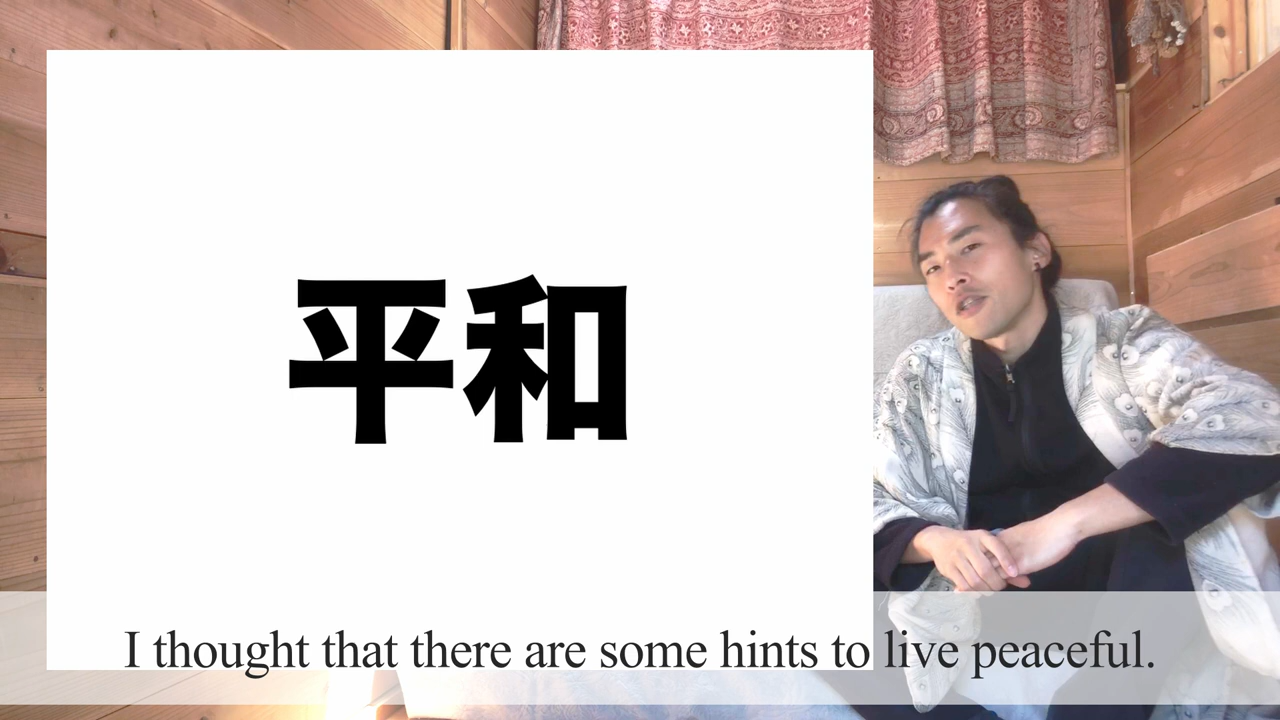 平和
I thought that there are some hints to live peaceful.